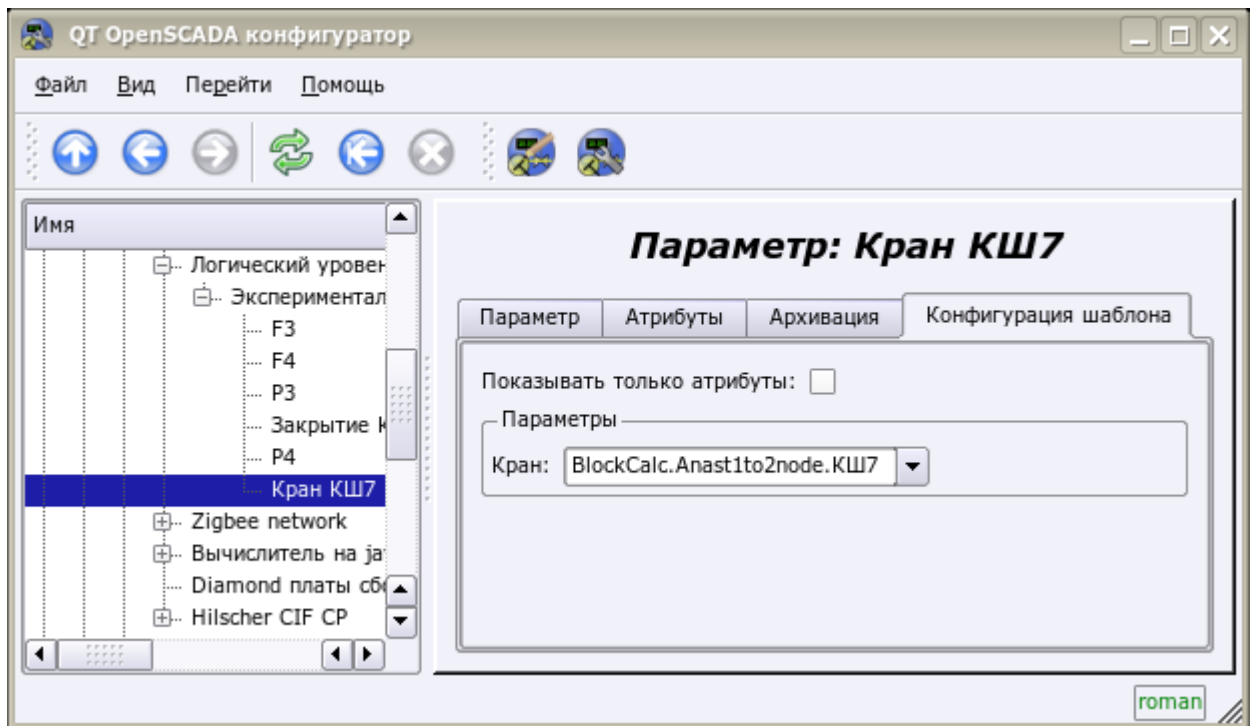 QT OpenSCADA конфигуратор
Файл Вид Перейти Помощь
Имя
Логический уровен
Экспериментал
F3
F4
P3
Закрытие К
P4
Кран КШ7
Zigbee network
Вычислитель на ja
Diamond платы сбо
Hilscher CIF CP
Параметр: Кран КШ7
Параметр Атрибуты Архивация Конфигурация шаблона
Показывать только атрибуты:
Параметры
Кран: BlockCalc.Anast1to2node.КШ7
roman